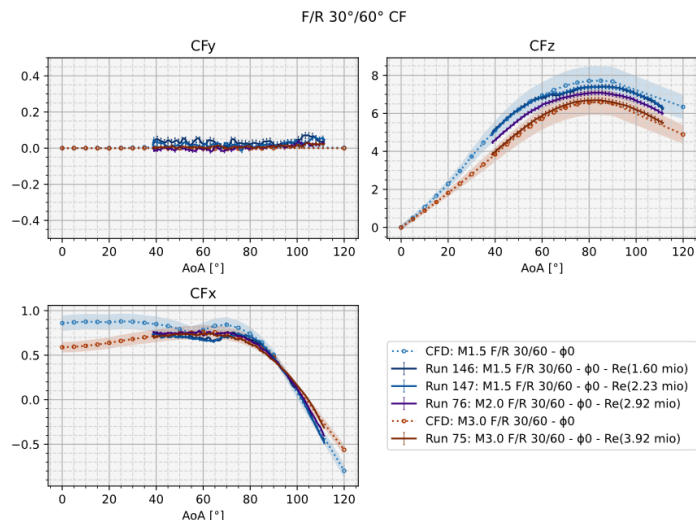 F/R 30°/60° CF
CFy
0.4
0.2
0.0
−0.2
−0.4
0 20 40 60 80 100 120
AoA [°]
CFz
8
6
4
2
0
0 20 40 60 80 100 120
AoA [°]
CFx
1.0
0.5
0.0
−0.5
−1.0
0 20 40 60 80 100 120
AoA [°]
CFD: M1.5 F/R 30/60 - ϕ0
Run 146: M1.5 F/R 30/60 - ϕ0 - Re(1.60 mio)
Run 147: M1.5 F/R 30/60 - ϕ0 - Re(2.23 mio)
Run 76: M2.0 F/R 30/60 - ϕ0 - Re(2.92 mio)
CFD: M3.0 F/R 30/60 - ϕ0
Run 75: M3.0 F/R 30/60 - ϕ0 - Re(3.92 mio)